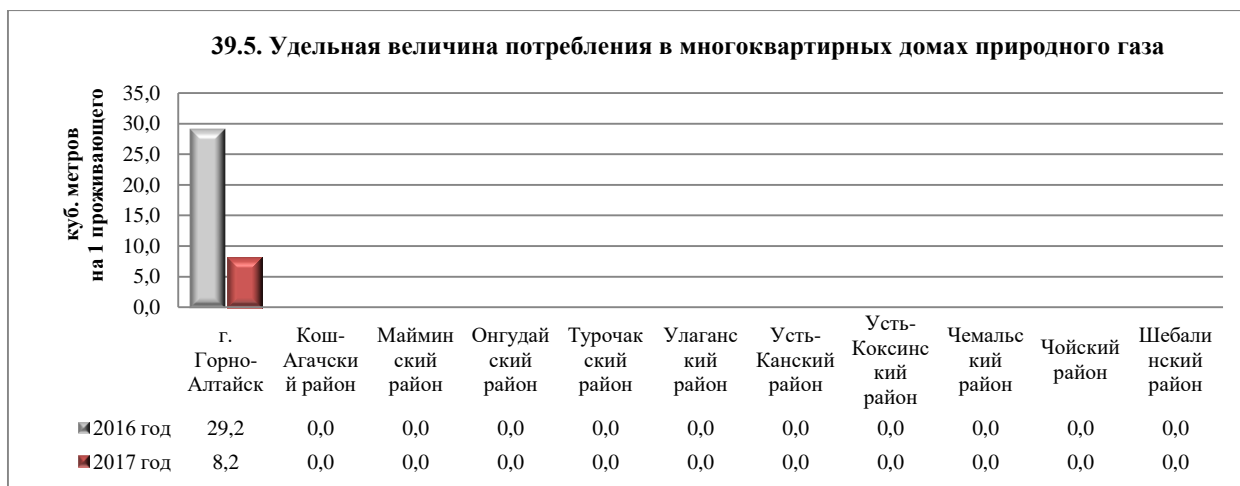 39.5. Удельная величина потребления в многоквартирных домах природного газа
куб. метров
на 1 проживающего
35,0
30,0
25,0
20,0
15,0
10,0
5,0
0,0
г.
Горно-
Алтайск
Кош-
Агачски
й район
Маймин
ский
район
Онгудай
ский
район
Турочак
ский
район
Улаганс
кий
район
Усть-
Канский
район
Усть-
Коксинс
кий
район
Чемальс
кий
район
Чойский
район
Шебали
нский
район
2016 год 29,2 0,0 0,0 0,0 0,0 0,0 0,0 0,0 0,0 0,0 0,0
2017 год 8,2 0,0 0,0 0,0 0,0 0,0 0,0 0,0 0,0 0,0 0,0